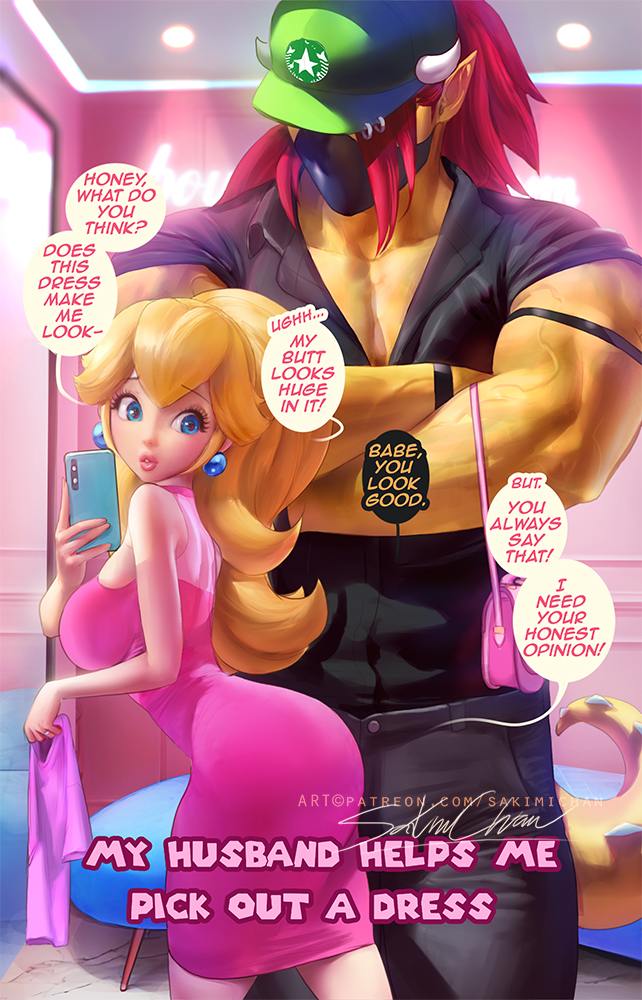 HONEY,
WHAT DO
YOU
THINK?
DOES
THIS
DRESS
MAKE
ME
LOOK-
UGHH...
MY
BUTT
LOOKS
HUGE
IN IT!
BABE,
YOU
LOOK
GOOD.
BUT.
YOU
ALWAYS
SAY
THAT!
I
NEED
YOUR
HONEST
OPINION!
ART©PATREON.COM/SAKIMICHAN
SakimiChan
MY HUSBAND HELPS ME
PICK OUT A DRESS